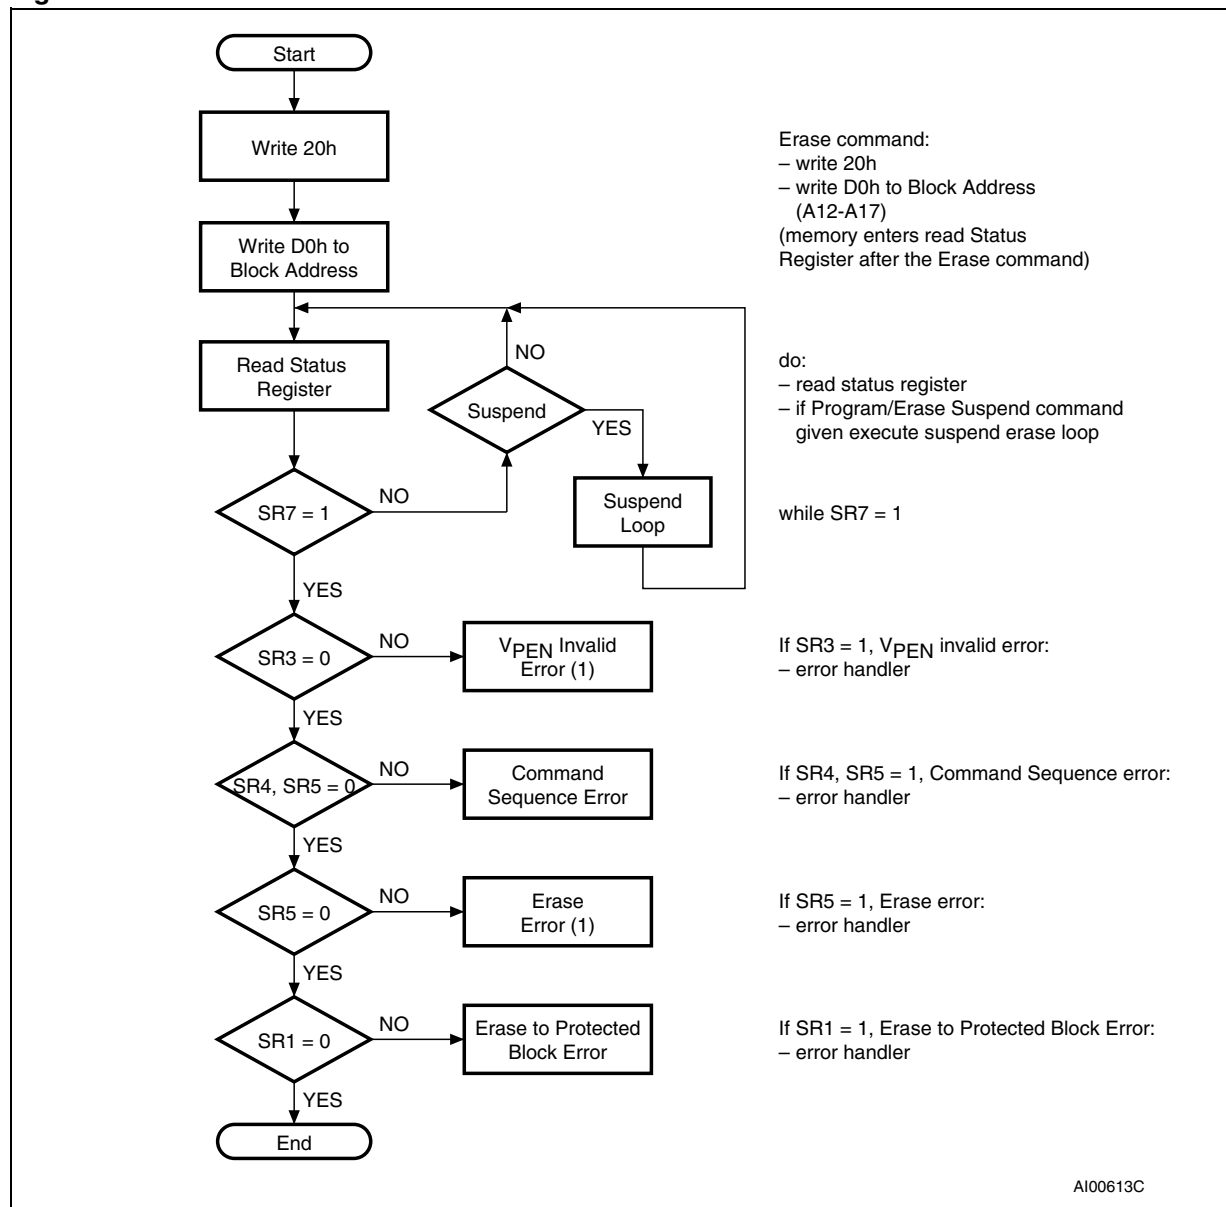 Start
Write 20h
Erase command:
– write 20h
– write D0h to Block Address
(A12-A17)
(memory enters read Status
Register after the Erase command)
Write D0h to
Block Address
NO
Read Status
Register
Suspend
YES
do:
– read status register
– if Program/Erase Suspend command
given execute suspend erase loop
SR7 = 1
NO
Suspend
Loop
while SR7 = 1
YES
SR3 = 0
NO
VPEN Invalid
Error (1)
If SR3 = 1, VPEN invalid error:
– error handler
YES
SR4, SR5 = 0
NO
Command
Sequence Error
If SR4, SR5 = 1, Command Sequence error:
– error handler
YES
SR5 = 0
NO
Erase
Error (1)
If SR5 = 1, Erase error:
– error handler
YES
SR1 = 0
NO
Erase to Protected
Block Error
If SR1 = 1, Erase to Protected Block Error:
– error handler
YES
End
AI00613C